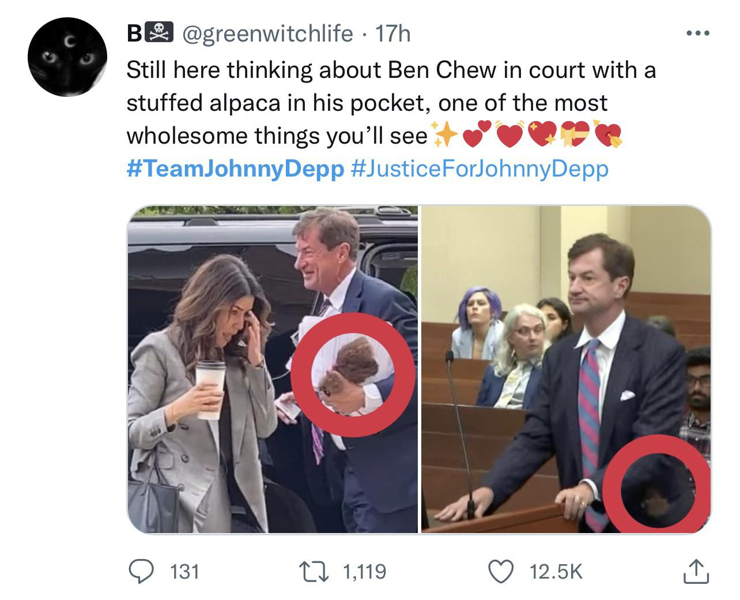 B☠️ @greenwitchlife · 17h
Still here thinking about Ben Chew in court with a
stuffed alpaca in his pocket, one of the most
wholesome things you’ll see✨💕💓💖💝💘
#TeamJohnnyDepp #JusticeForJohnnyDepp
131 1,119 12.5K